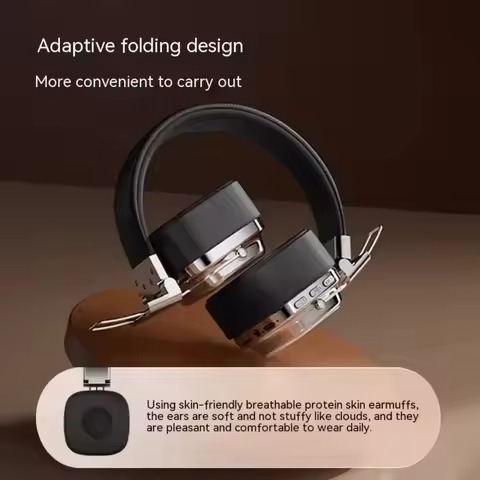 Adaptive folding design
More convenient to carry out
Using skin-friendly breathable protein skin earmuffs,
the ears are soft and not stuffy like clouds, and they
are pleasant and comfortable to wear daily.